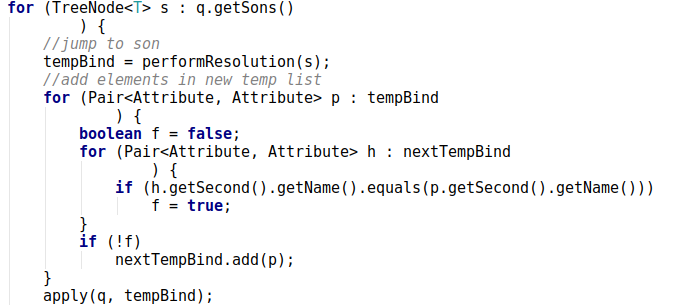 for (TreeNode<T> s : q.getSons()
        ) {
    //jump to son
    tempBind = performResolution(s);
    //add elements in new temp list
    for (Pair<Attribute, Attribute> p : tempBind
            ) {
        boolean f = false;
        for (Pair<Attribute, Attribute> h : nextTempBind
                ) {
            if (h.getSecond().getName().equals(p.getSecond().getName()))
                f = true;
        }
        if (!f)
            nextTempBind.add(p);
    }
    apply(q, tempBind);